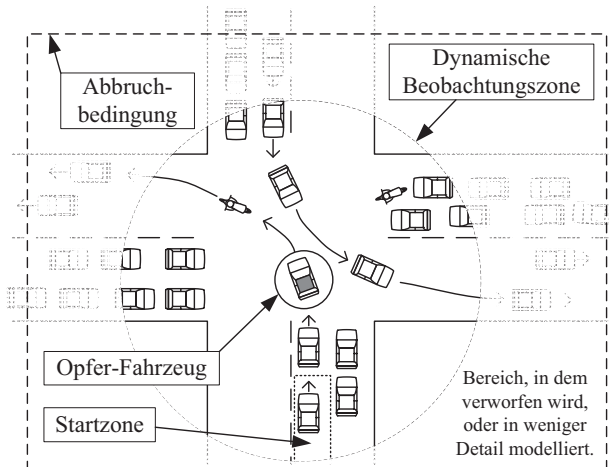 Abbruch-
bedingung
Dynamische
Beobachtungszone
Opfer-Fahrzeug
Startzone
Bereich, in dem
verworfen wird,
oder in weniger
Detail modelliert.